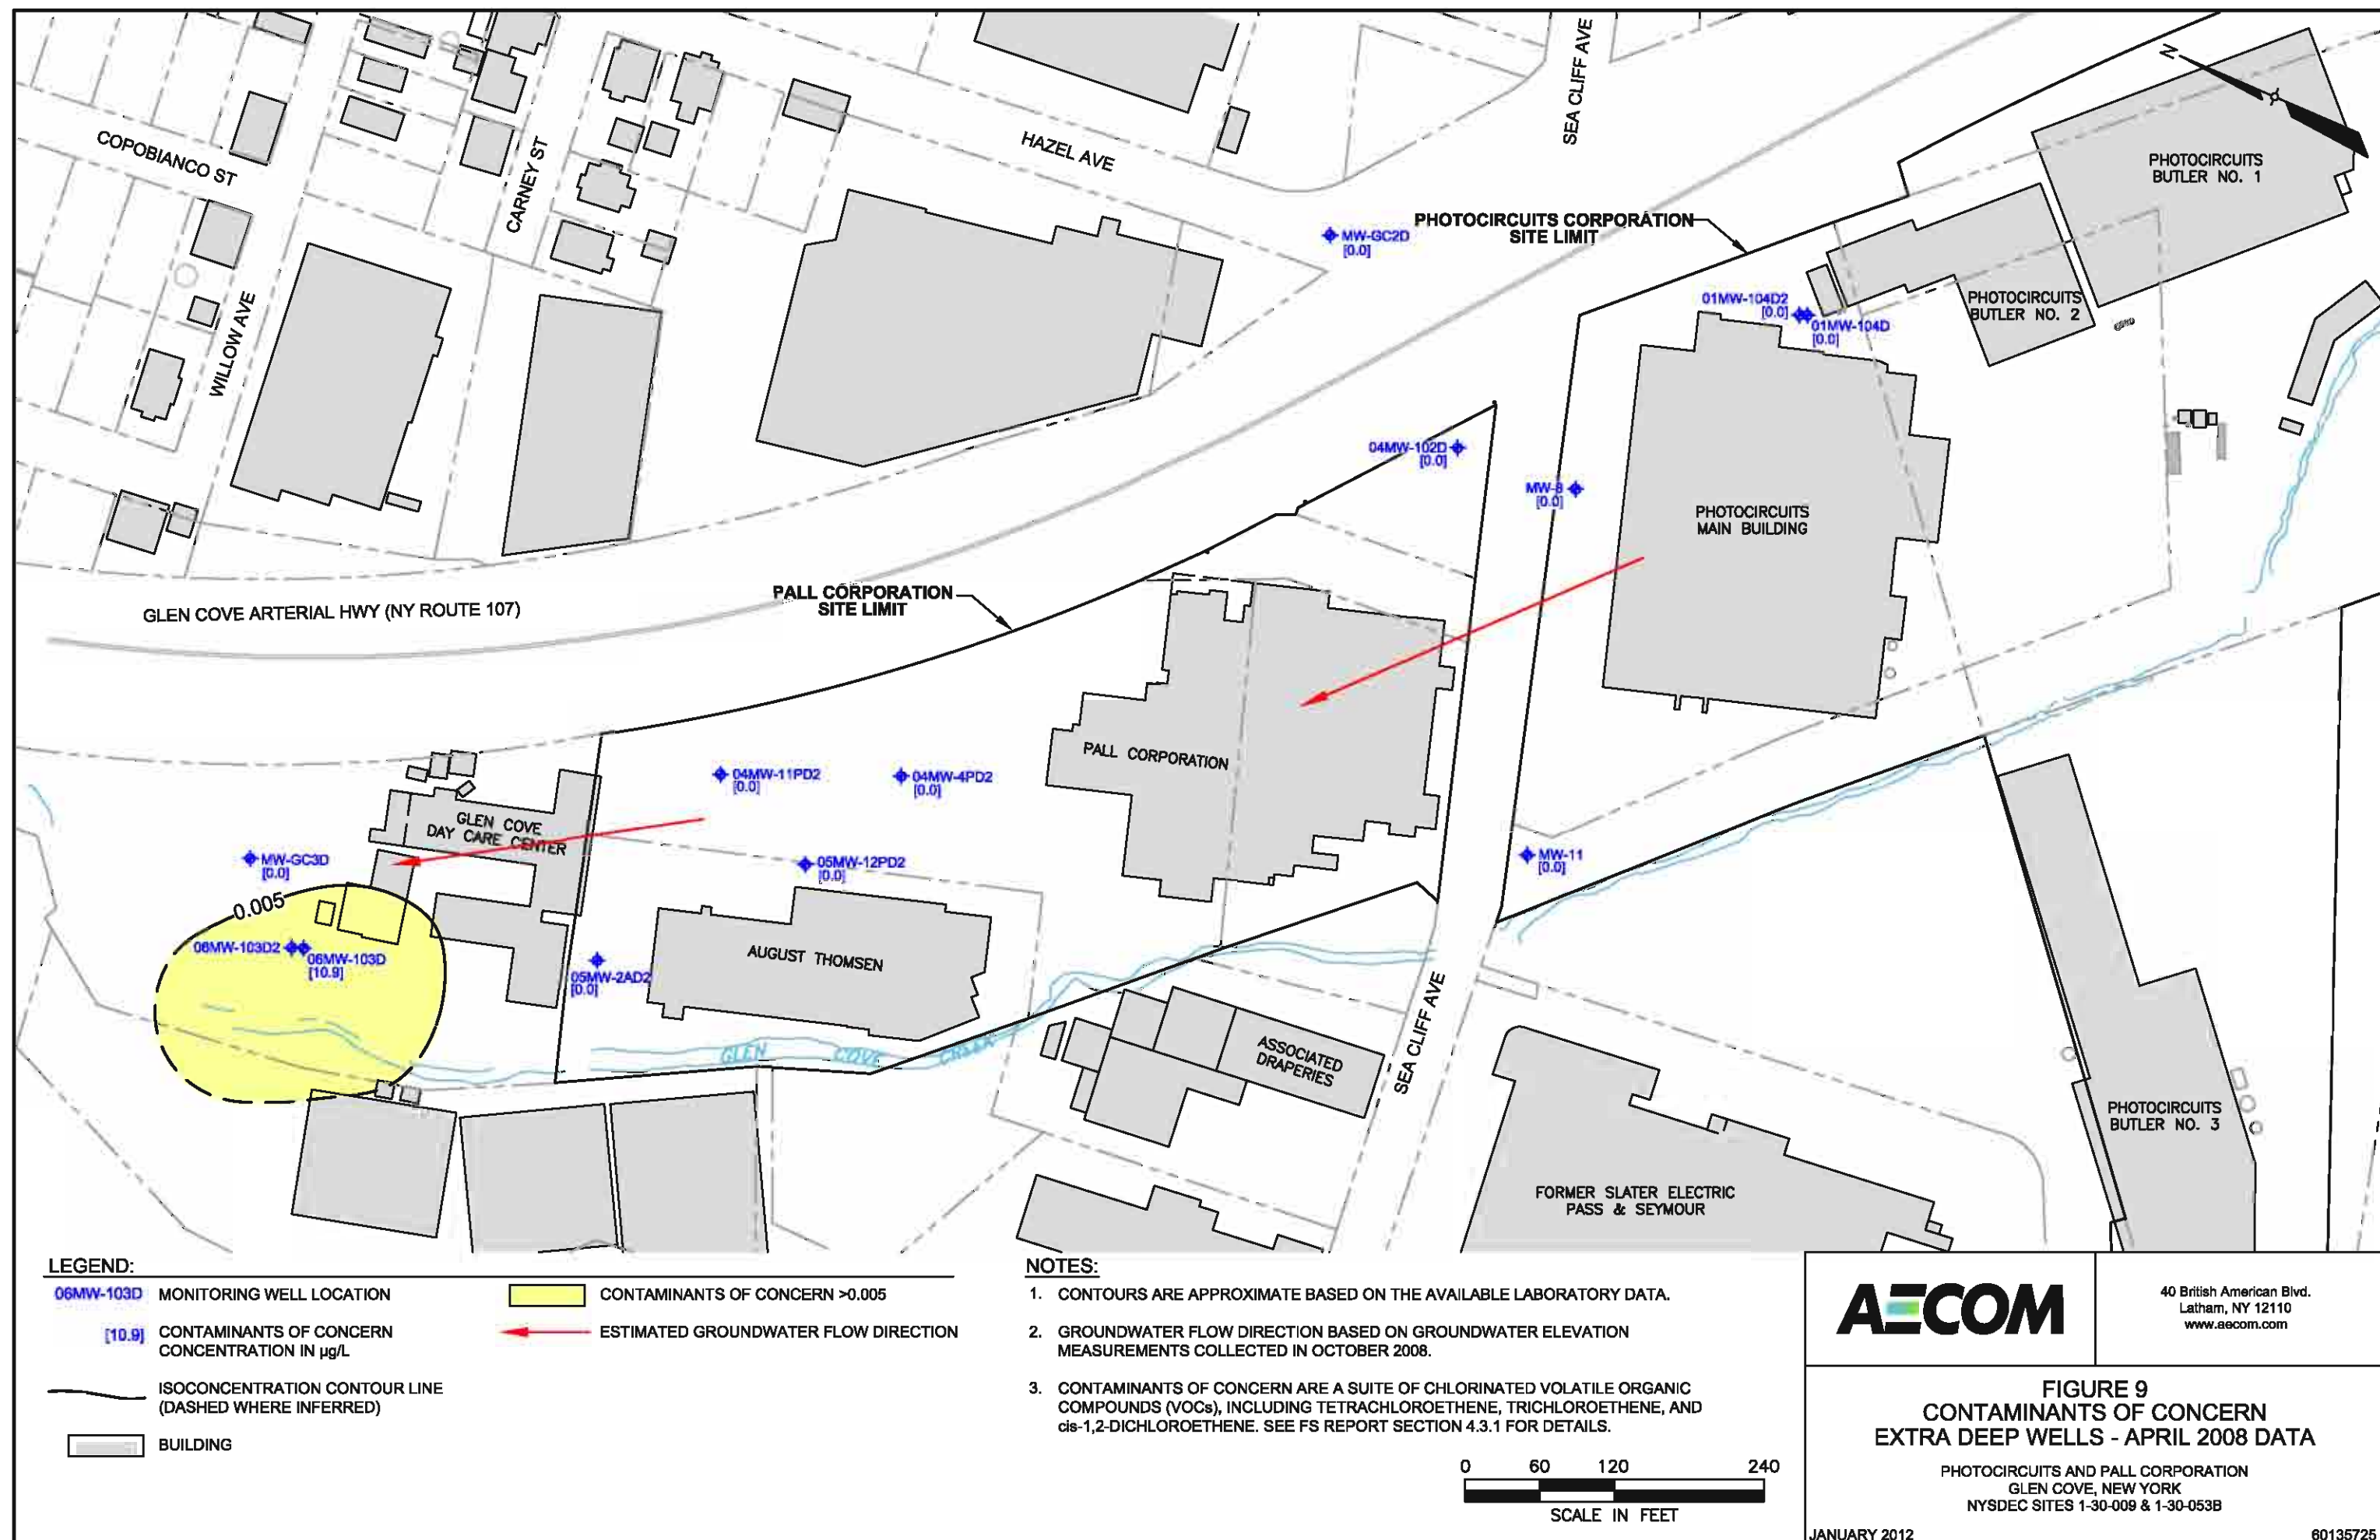 COPOBIANCO ST
WILLOW AVE
CARNEY ST
HAZEL AVE
SEA CLIFF AVE
N
PHOTOCIRCUITS
BUTLER NO. 1
MW-GC2D
[0.0]
PHOTOCIRCUITS CORPORATION
SITE LIMIT
01MW-104D2
[0.0]
01MW-104D
[0.0]
PHOTOCIRCUITS
BUTLER NO. 2
04MW-102D
[0.0]
MW-8
[0.0]
PHOTOCIRCUITS
MAIN BUILDING
GLEN COVE ARTERIAL HWY (NY ROUTE 107)
PALL CORPORATION
SITE LIMIT
PALL CORPORATION
04MW-11PD2
[0.0]
04MW-4PD2
[0.0]
GLEN COVE
DAY CARE CENTER
MW-GC3D
[0.0]
05MW-12PD2
[0.0]
MW-11
[0.0]
0.005
06MW-103D2
06MW-103D
[10.9]
05MW-2AD2
[0.0]
AUGUST THOMSEN
GLEN COVE CREEK
ASSOCIATED
DRAPERIES
SEA CLIFF AVE
PHOTOCIRCUITS
BUTLER NO. 3
FORMER SLATER ELECTRIC
PASS & SEYMOUR
LEGEND:
06MW-103D MONITORING WELL LOCATION
[10.9] CONTAMINANTS OF CONCERN
CONCENTRATION IN µg/L
ISOCONCENTRATION CONTOUR LINE
(DASHED WHERE INFERRED)
BUILDING
CONTAMINANTS OF CONCERN >0.005
ESTIMATED GROUNDWATER FLOW DIRECTION
NOTES:
1. CONTOURS ARE APPROXIMATE BASED ON THE AVAILABLE LABORATORY DATA.
2. GROUNDWATER FLOW DIRECTION BASED ON GROUNDWATER ELEVATION
MEASUREMENTS COLLECTED IN OCTOBER 2008.
3. CONTAMINANTS OF CONCERN ARE A SUITE OF CHLORINATED VOLATILE ORGANIC
COMPOUNDS (VOCs), INCLUDING TETRACHLOROETHENE, TRICHLOROETHENE, AND
cis-1,2-DICHLOROETHENE. SEE FS REPORT SECTION 4.3.1 FOR DETAILS.
0 60 120 240
SCALE IN FEET
AECOM
40 British American Blvd.
Latham, NY 12110
www.aecom.com
FIGURE 9
CONTAMINANTS OF CONCERN
EXTRA DEEP WELLS - APRIL 2008 DATA
PHOTOCIRCUITS AND PALL CORPORATION
GLEN COVE, NEW YORK
NYSDEC SITES 1-30-009 & 1-30-053B
JANUARY 2012 60135725